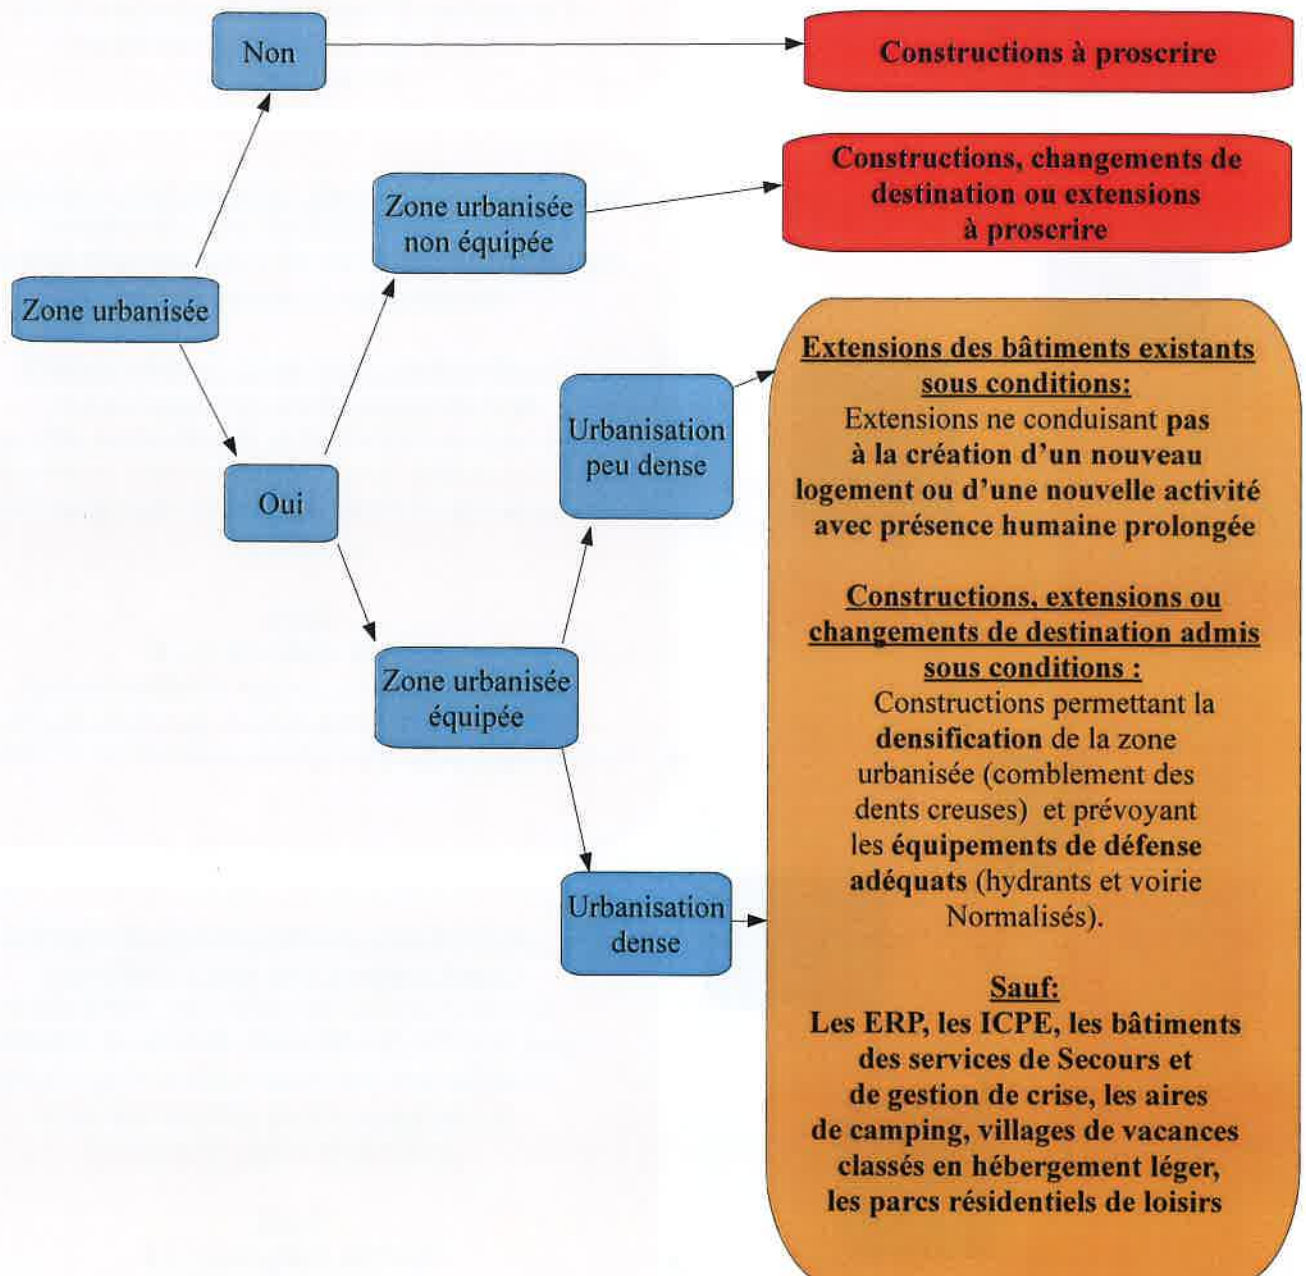 Non
Constructions à proscrire
Zone urbanisée
non équipée
Constructions, changements de
destination ou extensions
à proscrire
Zone urbanisée
Oui
Urbanisation
peu dense
Extensions des bâtiments existants
sous conditions:
Extensions ne conduisant pas
à la création d'un nouveau
logement ou d'une nouvelle activité
avec présence humaine prolongée
Zone urbanisée
équipée
Constructions, extensions ou
changements de destination admis
sous conditions :
Constructions permettant la
densification de la zone
urbanisée (comblement des
dents creuses) et prévoyant
les équipements de défense
adéquats (hydrants et voirie
Normalisés).
Urbanisation
dense
Sauf:
Les ERP, les ICPE, les bâtiments
des services de Secours et
de gestion de crise, les aires
de camping, villages de vacances
classés en hébergement léger,
les parcs résidentiels de loisirs